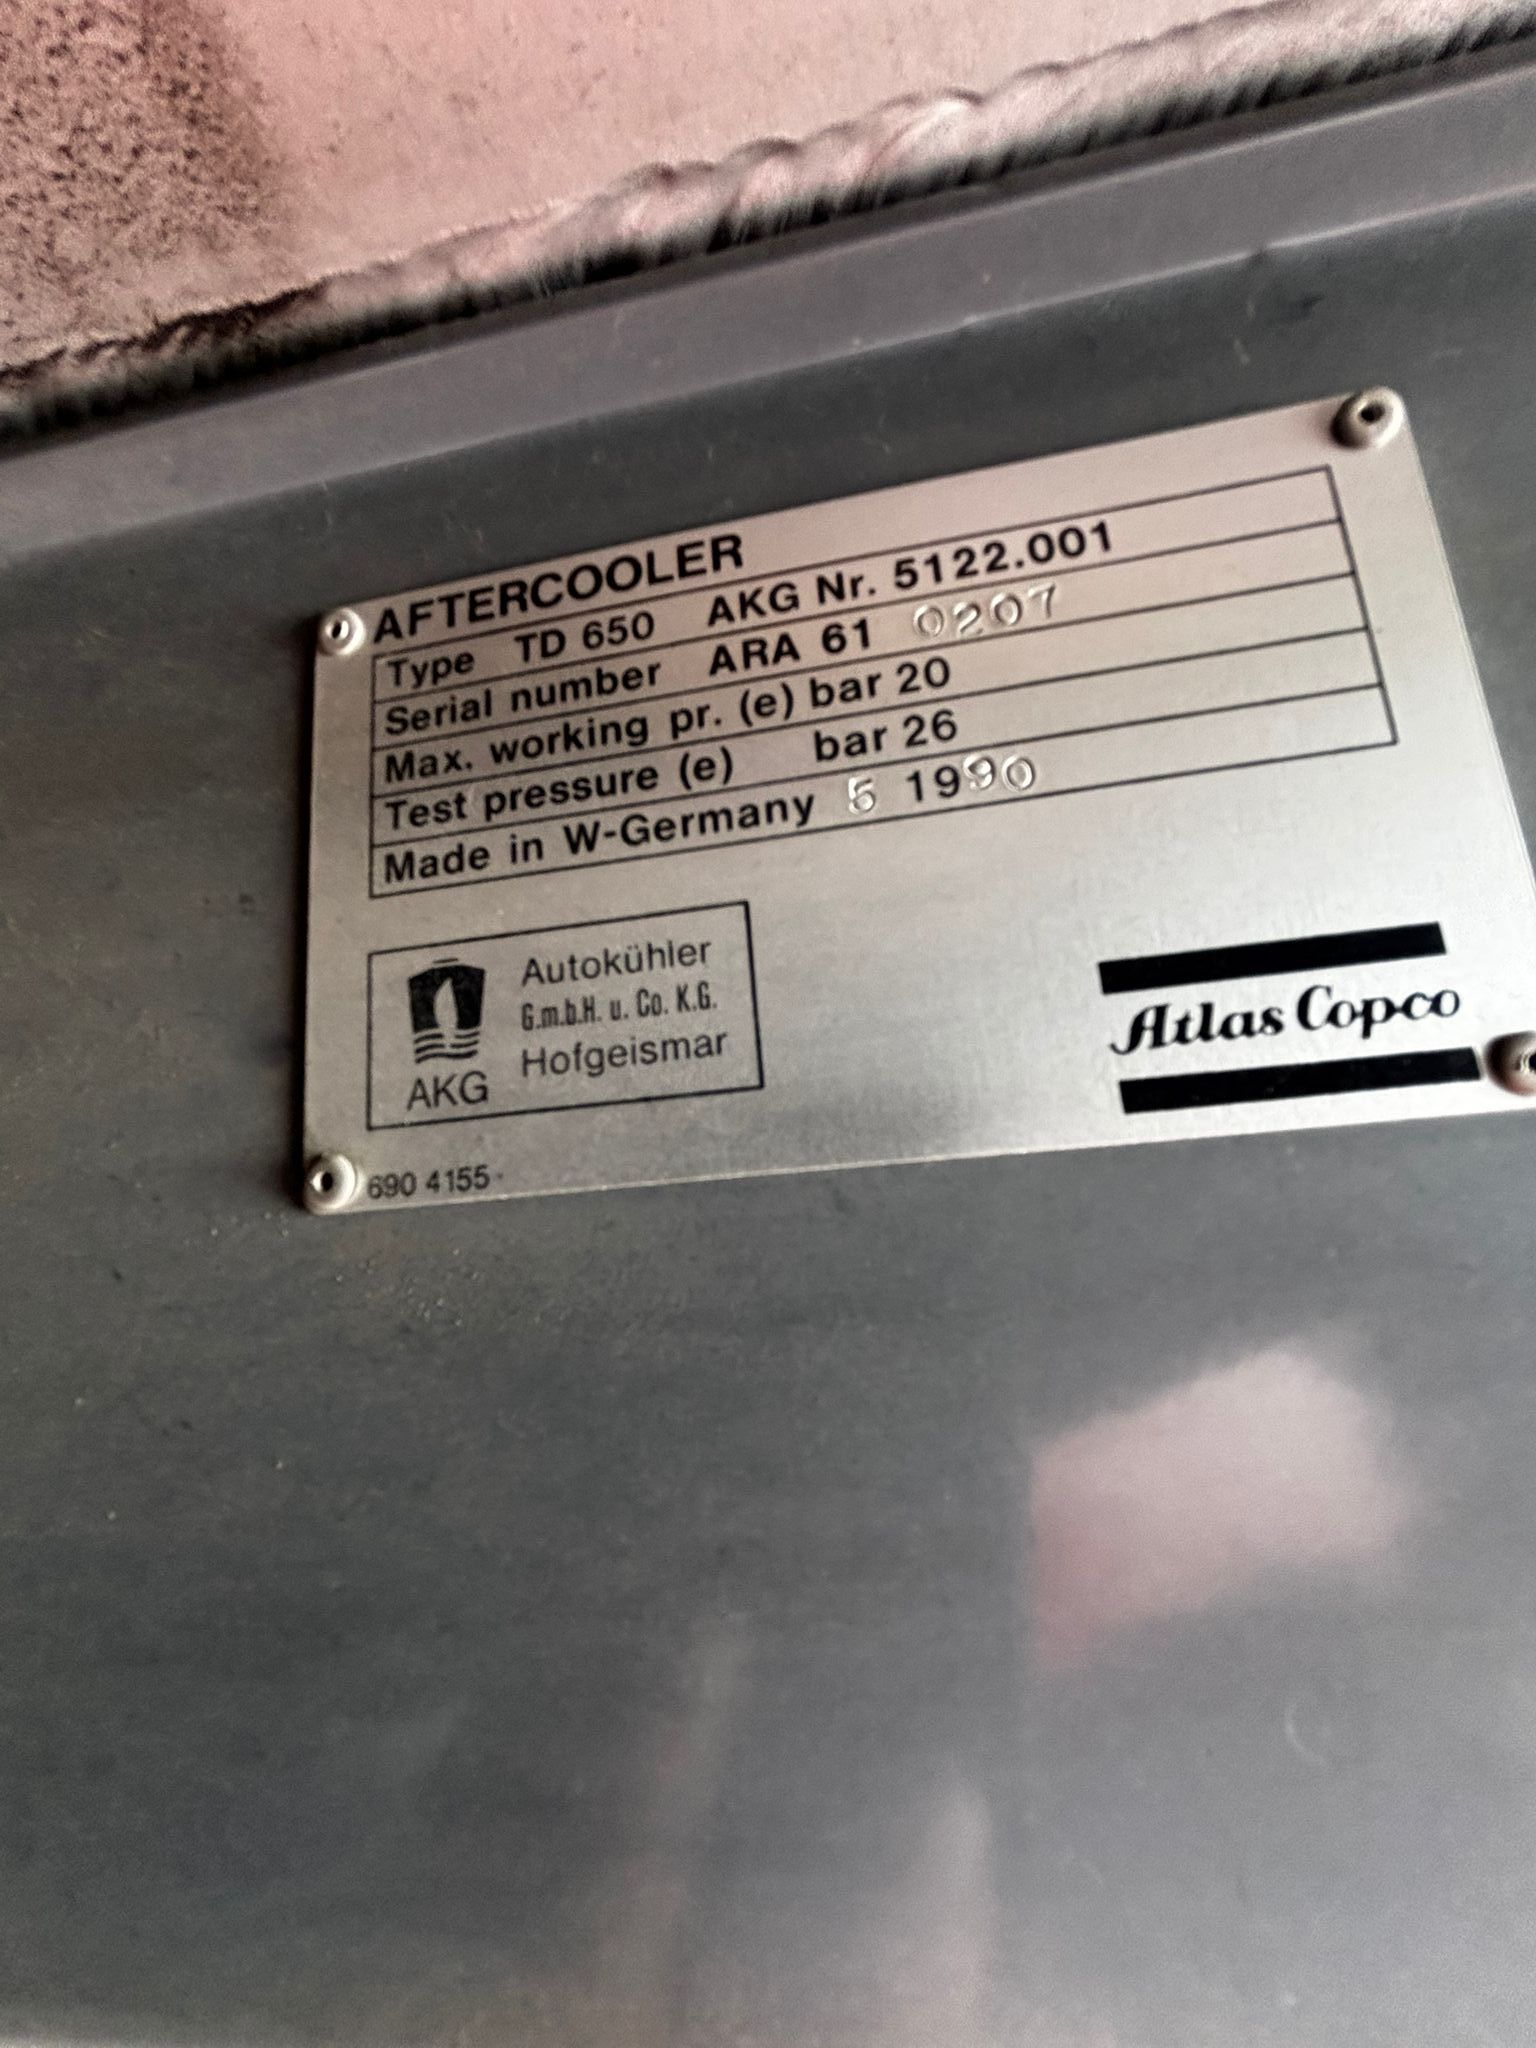 AFTERCOOLER
Type TD 650 AKG Nr. 5122.001
Serial number ARA 61 0207
Max. working pr. (e) bar 20
Test pressure (e) bar 26
Made in W-Germany 5 1990
Autokühler
G.m.b.H. u. Co. K.G.
Hofgeismar
AKG
Atlas Copco
690 4155